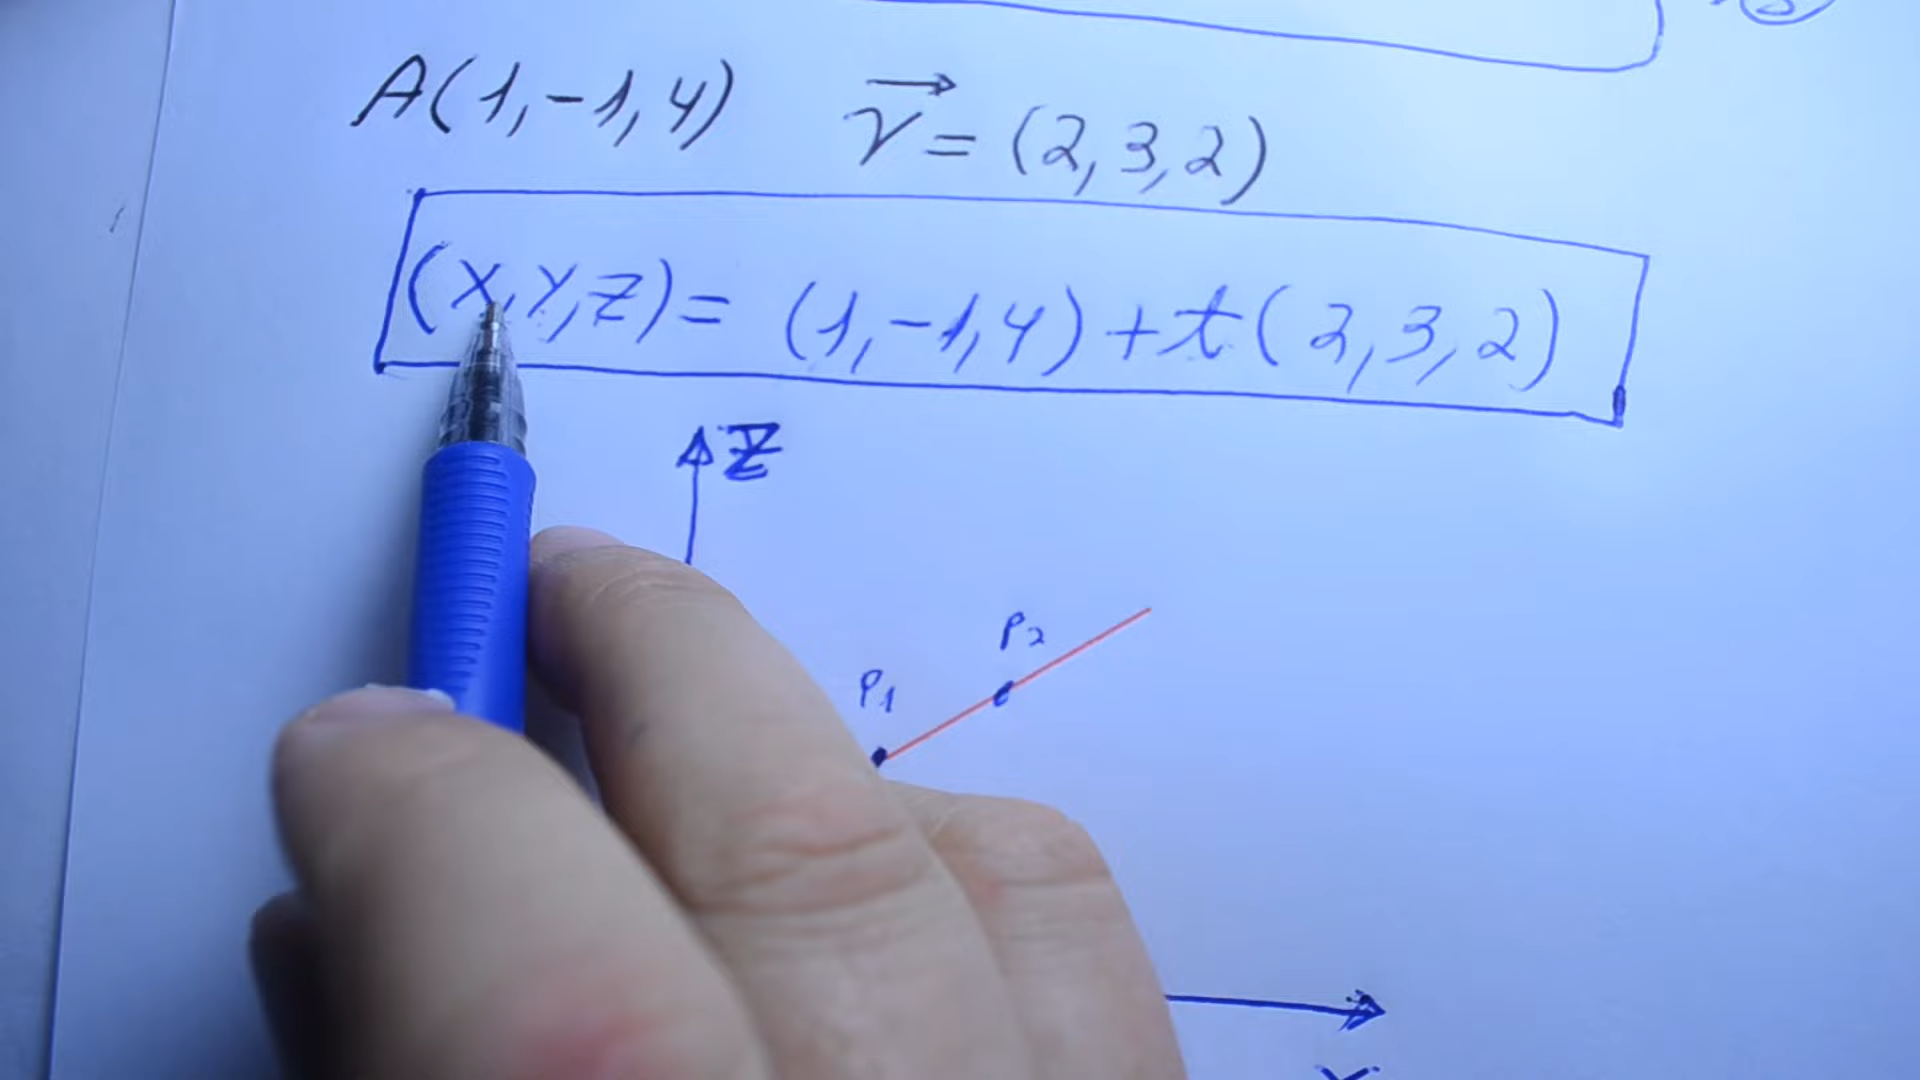 A(1,-1,4) v⃗ = (2,3,2)
(x,y,z) = (1,-1,4) + t(2,3,2)
Z
P2
P1